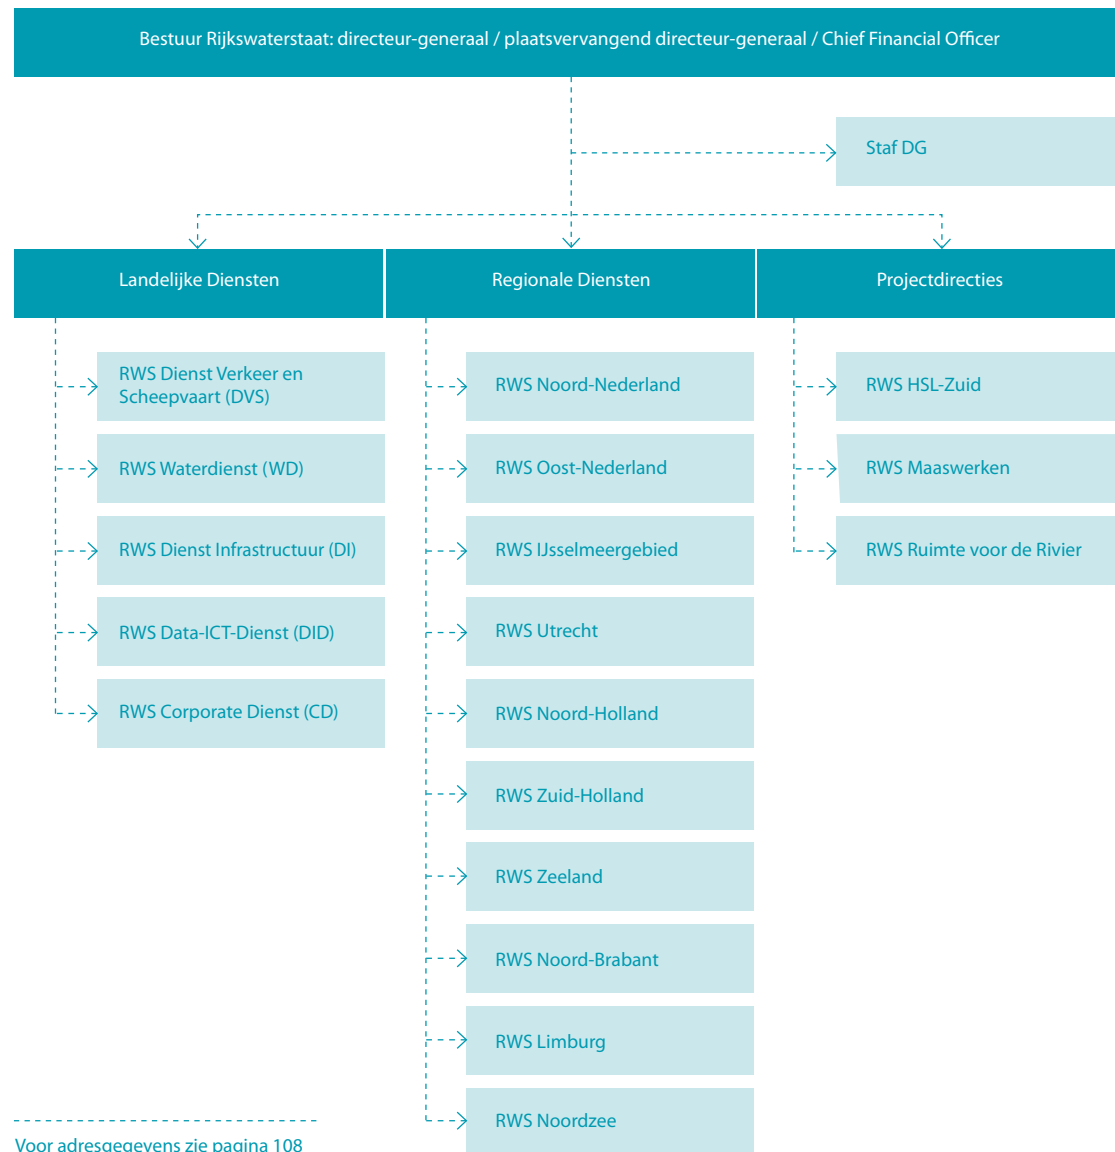 Bestuur Rijkswaterstaat: directeur-generaal / plaatsvervangend directeur-generaal / Chief Financial Officer
Staf DG
Landelijke Diensten
Regionale Diensten
Projectdirecties
RWS Dienst Verkeer en
Scheepvaart (DVS)
RWS Waterdienst (WD)
RWS Dienst Infrastructuur (DI)
RWS Data-ICT-Dienst (DID)
RWS Corporate Dienst (CD)
RWS Noord-Nederland
RWS Oost-Nederland
RWS IJsselmeergebied
RWS Utrecht
RWS Noord-Holland
RWS Zuid-Holland
RWS Zeeland
RWS Noord-Brabant
RWS Limburg
RWS Noordzee
RWS HSL-Zuid
RWS Maaswerken
RWS Ruimte voor de Rivier
Voor adresgegevens zie pagina 108